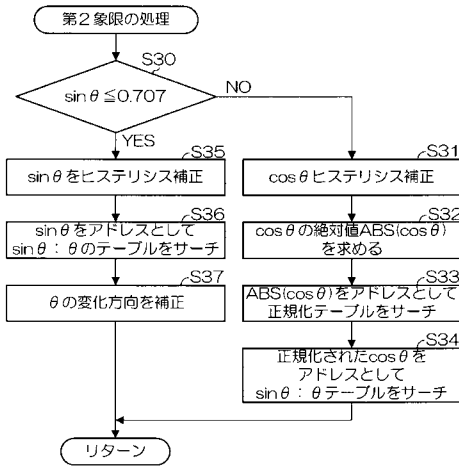 第2象限の処理
S30
sinθ≦0.707
NO
YES
S35
sinθをヒステリシス補正
S36
sinθをアドレスとして
sinθ：θのテーブルをサーチ
S37
θの変化方向を補正
S31
cosθヒステリシス補正
S32
cosθの絶対値ABS(cosθ)
を求める
S33
ABS(cosθ)をアドレスとして
正規化テーブルをサーチ
S34
正規化されたcosθを
アドレスとして
sinθ：θテーブルをサーチ
リターン